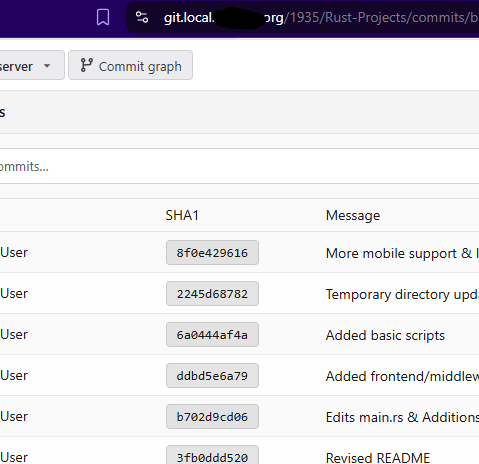 git.local. org/1935/Rust-Projects/commits/b
server Commit graph
s
ommits...
SHA1 Message
User 8f0e429616 More mobile support &
User 2245d68782 Temporary directory upd
User 6a0444af4a Added basic scripts
User ddbd5e6a79 Added frontend/middlew
User b702d9cd06 Edits main.rs & Additions
User 3fb0ddd520 Revised README